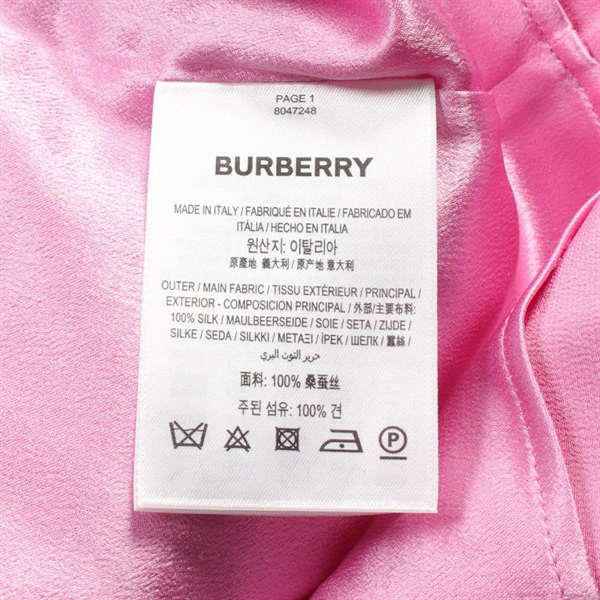 PAGE 1
8047248
BURBERRY
MADE IN ITALY / FABRIQUÉ EN ITALIE / FABRICADO EM
ITÁLIA / HECHO EN ITALIA
원산지: 이탈리아
原產地 義大利 / 原产地 意大利
OUTER / MAIN FABRIC / TISSU EXTÉRIEUR / PRINCIPAL /
EXTERIOR - COMPOSICION PRINCIPAL / 外部/主要布料:
100% SILK / MAULBEERSEIDE / SOIE / SETA / ZIJDE /
SILKE / SEDA / SILKKI / ΜΕΤΑΞΙ / İPEK / ШЕЛК / 蠶絲 /
حرير التوت البري
面料: 100% 桑蚕丝
주된 섬유: 100% 견
P